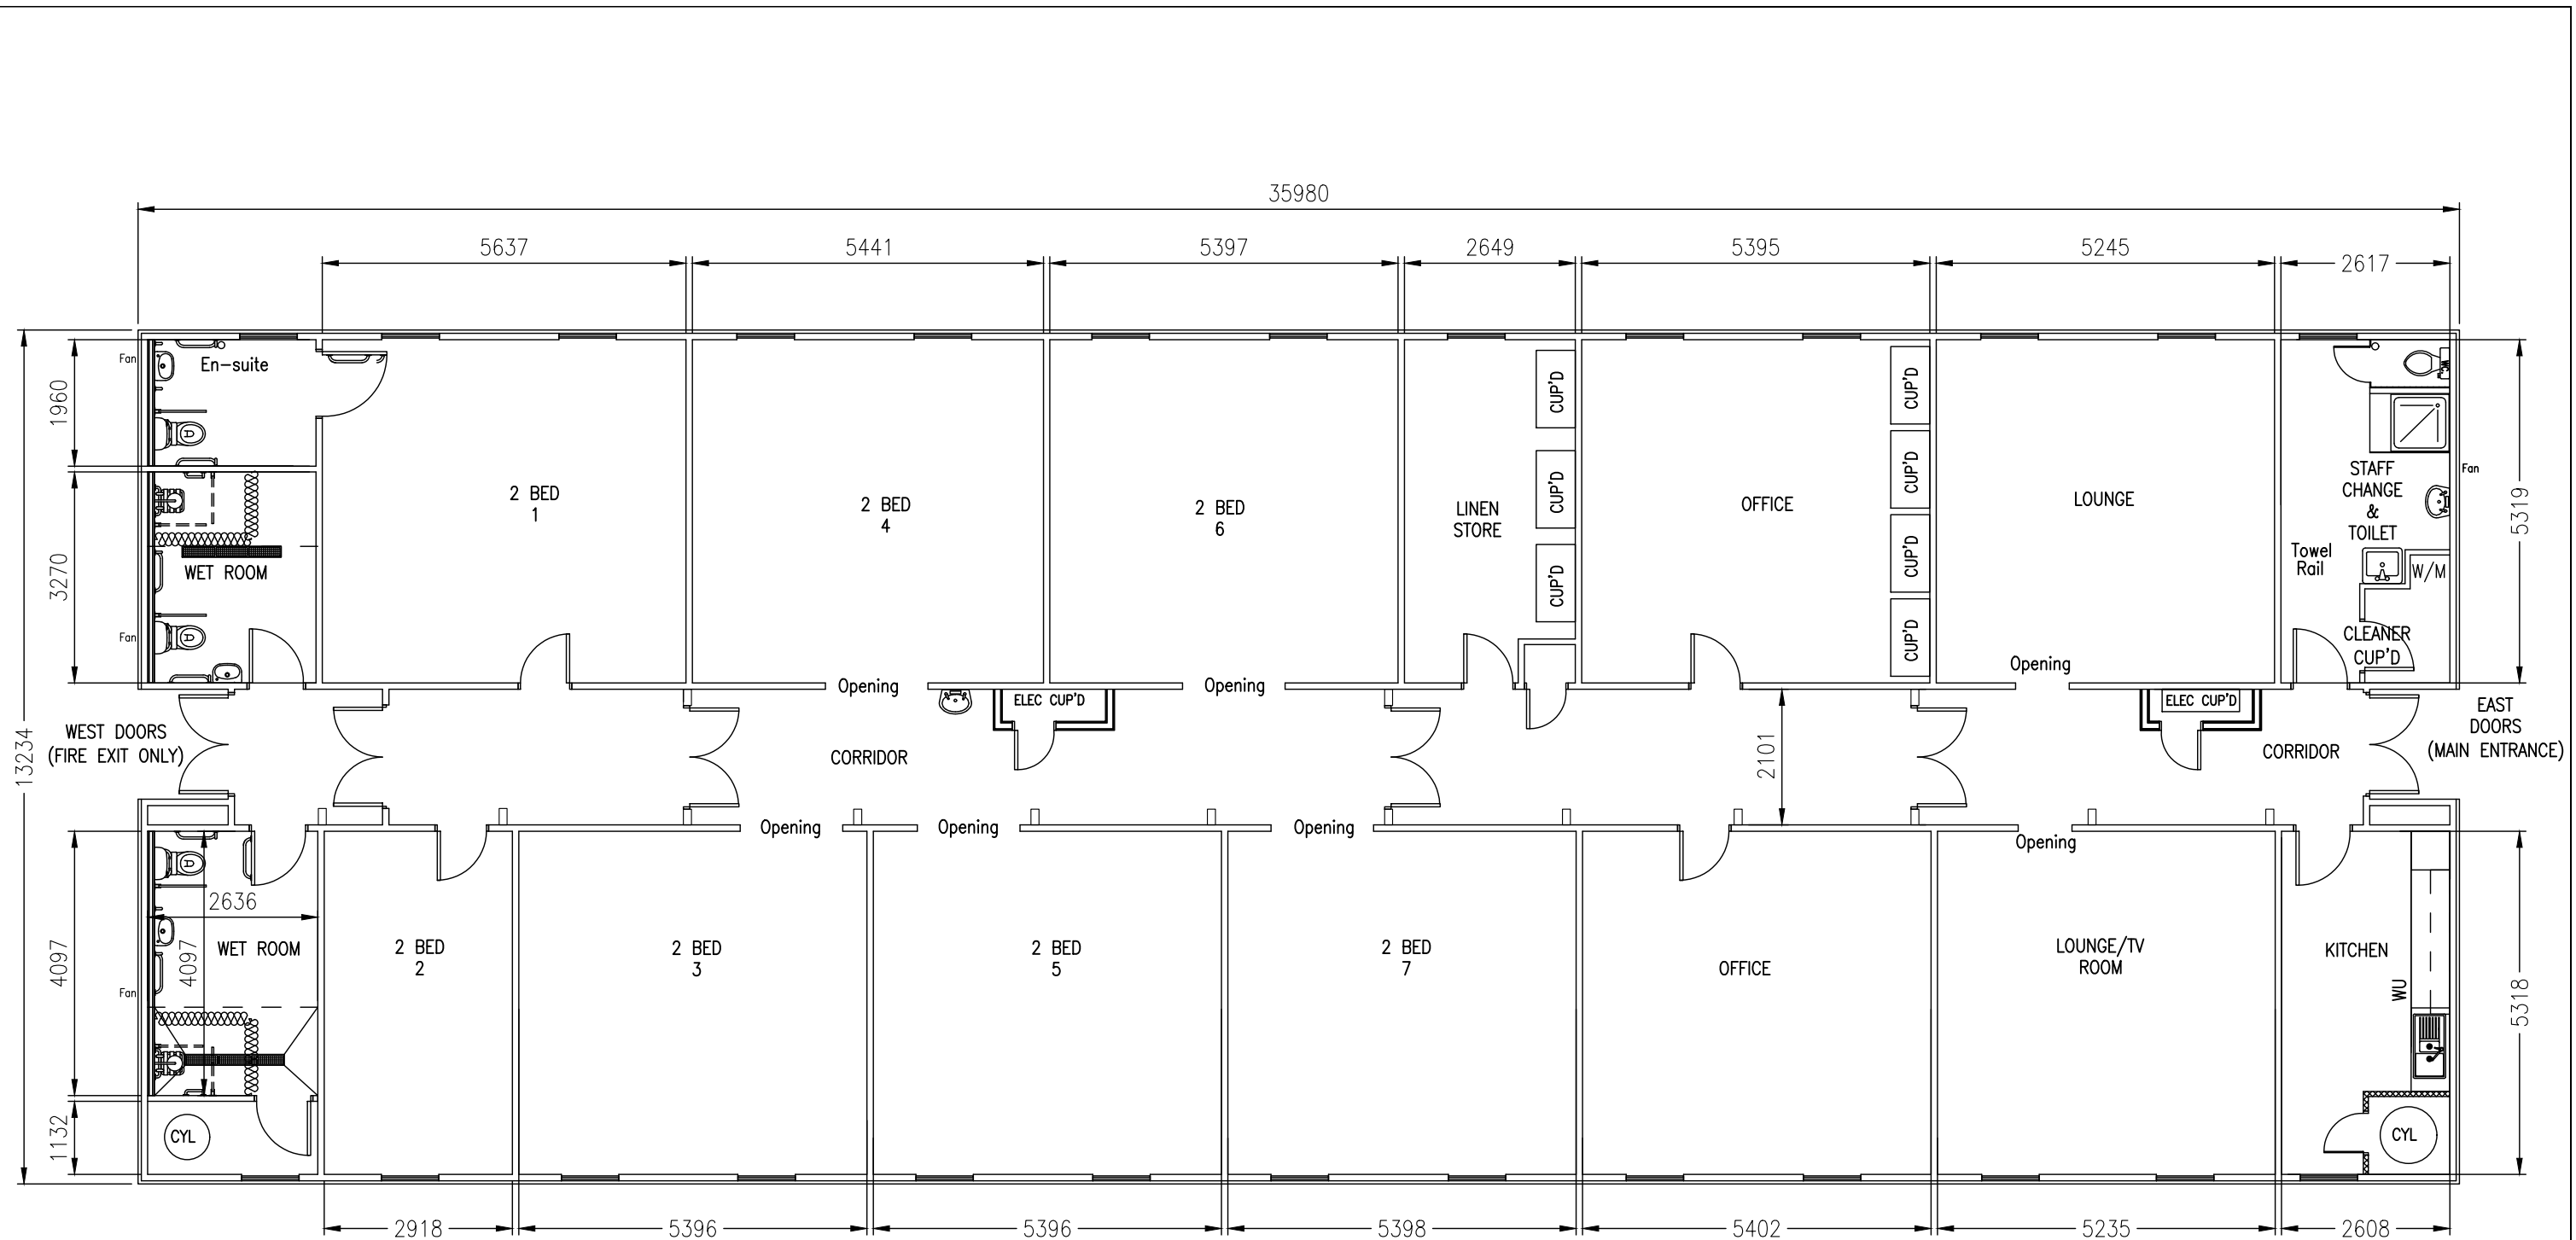 35980
5637
5441
5397
2649
5395
5245
2617
Fan
En-suite
1960
2 BED
1
2 BED
4
2 BED
6
LINEN
STORE
CUP'D
CUP'D
CUP'D
OFFICE
CUP'D
CUP'D
CUP'D
CUP'D
LOUNGE
WC
STAFF
CHANGE
&
TOILET
Fan
Towel
Rail
W/M
CLEANER
CUP'D
5319
3270
WET ROOM
Fan
Opening
Opening
Opening
ELEC CUP'D
ELEC CUP'D
13234
WEST DOORS
(FIRE EXIT ONLY)
CORRIDOR
2101
CORRIDOR
EAST
DOORS
(MAIN ENTRANCE)
Opening
Opening
Opening
Opening
2636
4097
4097
WET ROOM
Fan
2 BED
2
2 BED
3
2 BED
5
2 BED
7
OFFICE
LOUNGE/TV
ROOM
KITCHEN
WU
5318
1132
CYL
CYL
2918
5396
5396
5398
5402
5235
2608